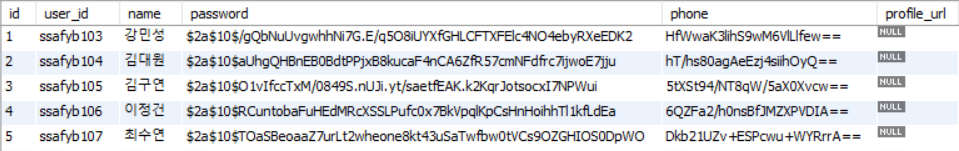 id user_id name password phone profile_url
1 ssafyb103 강민성 $2a$10$/gQbNuUvgwhhNi7G.E/q5O8iUYXfGHLCFTXFElc4NO4ebyRXeEDK2 HfWwaK3lihS9wM6VlLlfew== NULL
2 ssafyb104 김대원 $2a$10$aUhgQHBnEB0BdtPPjxB8kucaF4nCA6ZfR57cmNFdfrc7ijwoE7jju hT/hs80agAeEzj4siihOyQ== NULL
3 ssafyb105 김구연 $2a$10$O1vIfccTxM/0849S.nUJi.yt/saetfEAK.k2KqrJotsocxI7NPWui 5tXSt94/NT8qW/5aX0Xvcw== NULL
4 ssafyb106 이정건 $2a$10$RCuntobaFuHEdMRcXSSLPufc0x7BkVpqlKpCsHnHoihhTl1kfLdEa 6QZFa2/h0nsBfJMZXPVDIA== NULL
5 ssafyb107 최수연 $2a$10$TOaSBeoaaZ7urLt2wheone8kt43uSaTwfbw0tVCs9OZGHIOS0DpWO Dkb21UZv+ESPcwu+WYRrrA== NULL